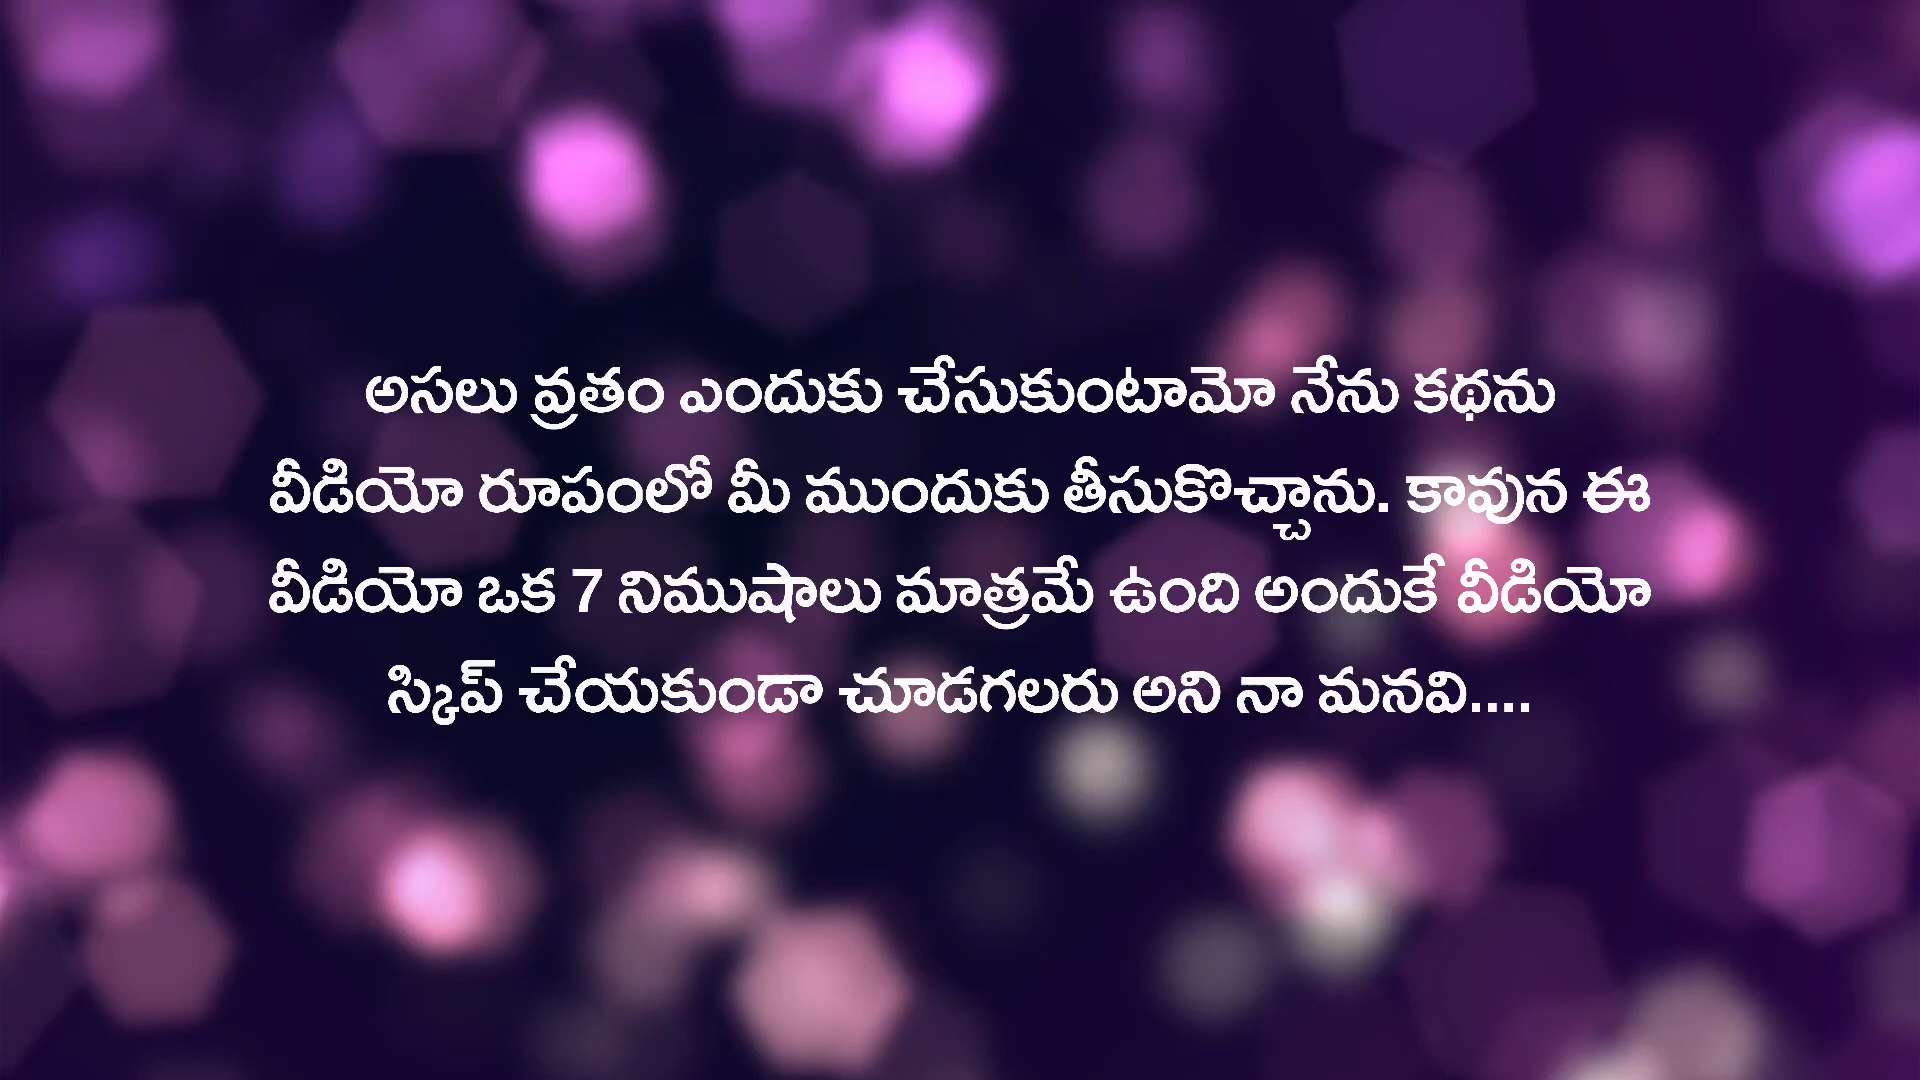 అసలు వ్రతం ఎందుకు చేసుకుంటామో నేను కథను
వీడియో రూపంలో మీ ముందుకు తీసుకొచ్చాను. కావున ఈ
వీడియో ఒక 7 నిముషాలు మాత్రమే ఉంది అందుకే వీడియో
స్కిప్ చేయకుండా చూడగలరు అని నా మనవి....